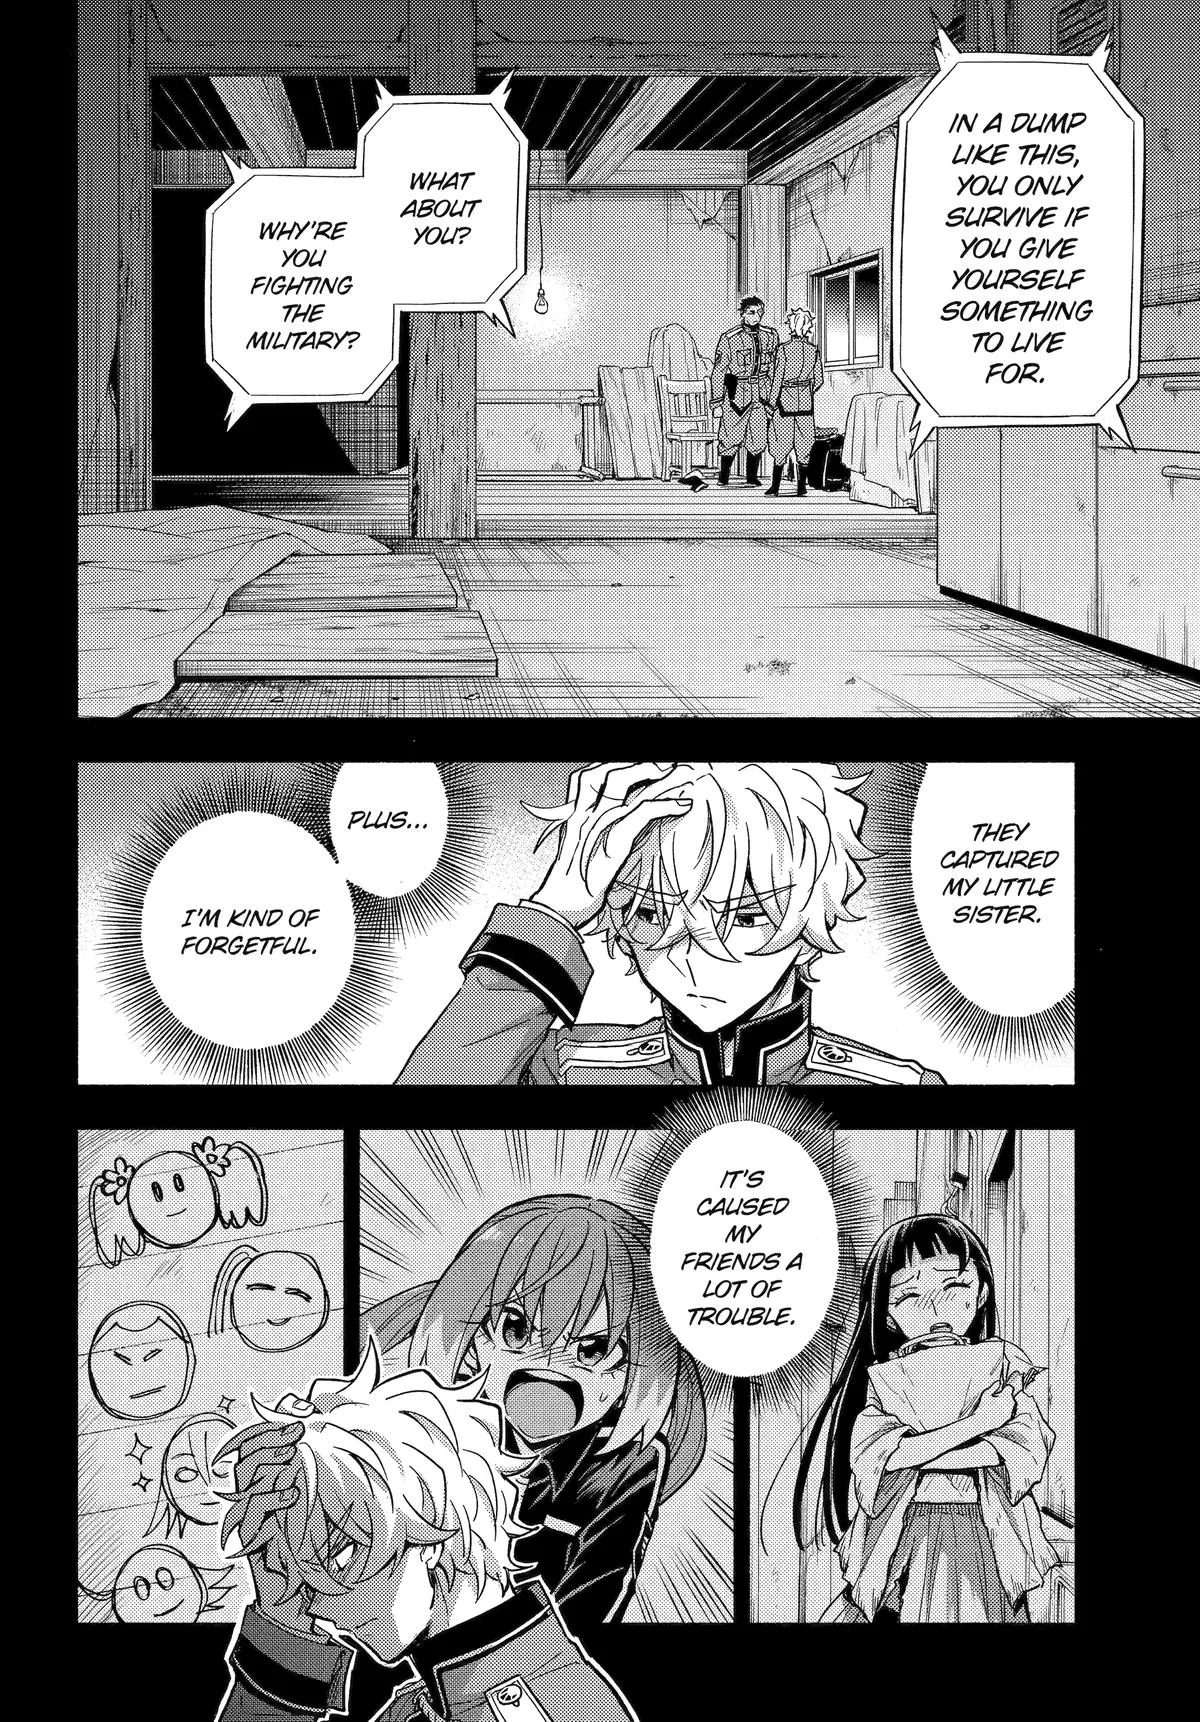 IN A DUMP
LIKE THIS,
YOU ONLY
SURVIVE IF
YOU GIVE
YOURSELF
SOMETHING
TO LIVE
FOR.
WHAT
ABOUT
YOU?
WHY'RE
YOU
FIGHTING
THE
MILITARY?
THEY
CAPTURED
MY LITTLE
SISTER.
PLUS...
I'M KIND OF
FORGETFUL.
IT'S
CAUSED
MY
FRIENDS A
LOT OF
TROUBLE.